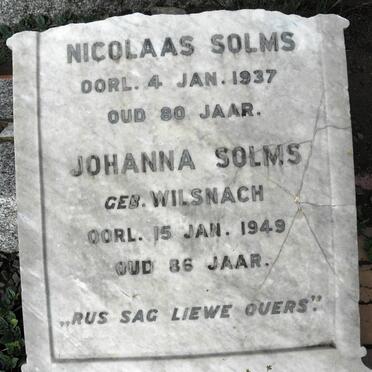 NICOLAAS SOLMS
OORL. 4 JAN. 1937
OUD 80 JAAR.
JOHANNA SOLMS
GEB. WILSNACH
OORL. 15 JAN. 1949
OUD 86 JAAR.
„RUS SAG LIEWE OUERS".